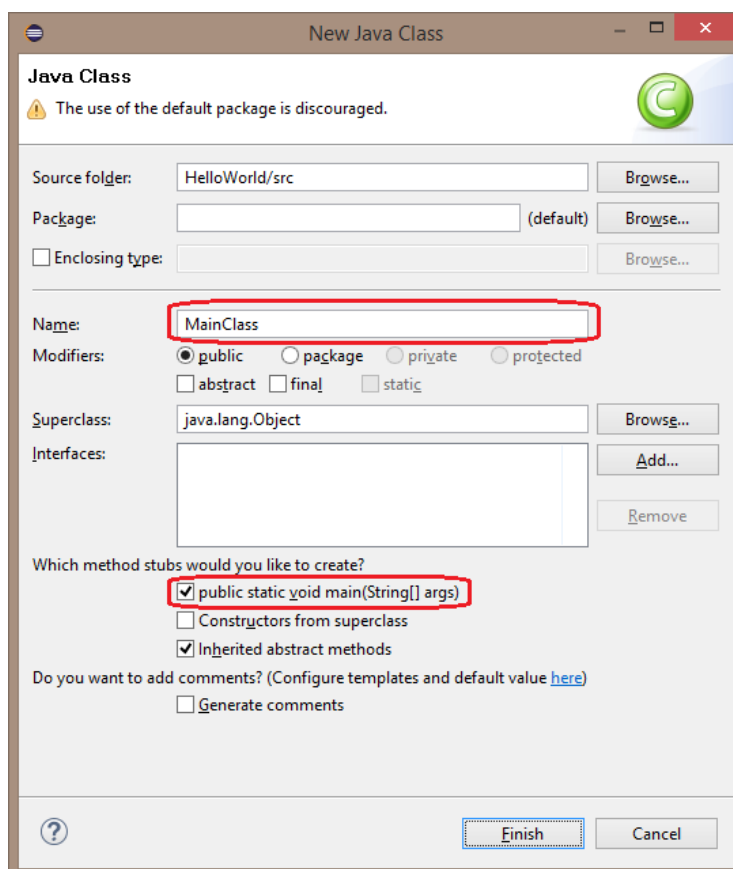 New Java Class
Java Class
The use of the default package is discouraged.
Source folder: HelloWorld/src Browse...
Package: (default) Browse...
Enclosing type: Browse...
Name: MainClass
Modifiers: public package private protected
abstract final static
Superclass: java.lang.Object Browse...
Interfaces: Add...
Remove
Which method stubs would you like to create?
public static void main(String[] args)
Constructors from superclass
Inherited abstract methods
Do you want to add comments? (Configure templates and default value here)
Generate comments
? Finish Cancel